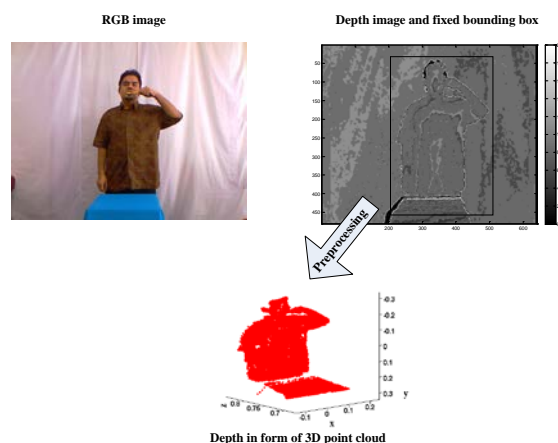 RGB image
Depth image and fixed bounding box
50
100
150
200
250
300
350
400
450
100 200 300 400 500 600
Preprocessing
-0.3
-0.2
-0.1
0
0.1
0.2
0.3
y
0.8
0.75
0.7
z
-0.1 0 0.1 0.2
x
Depth in form of 3D point cloud